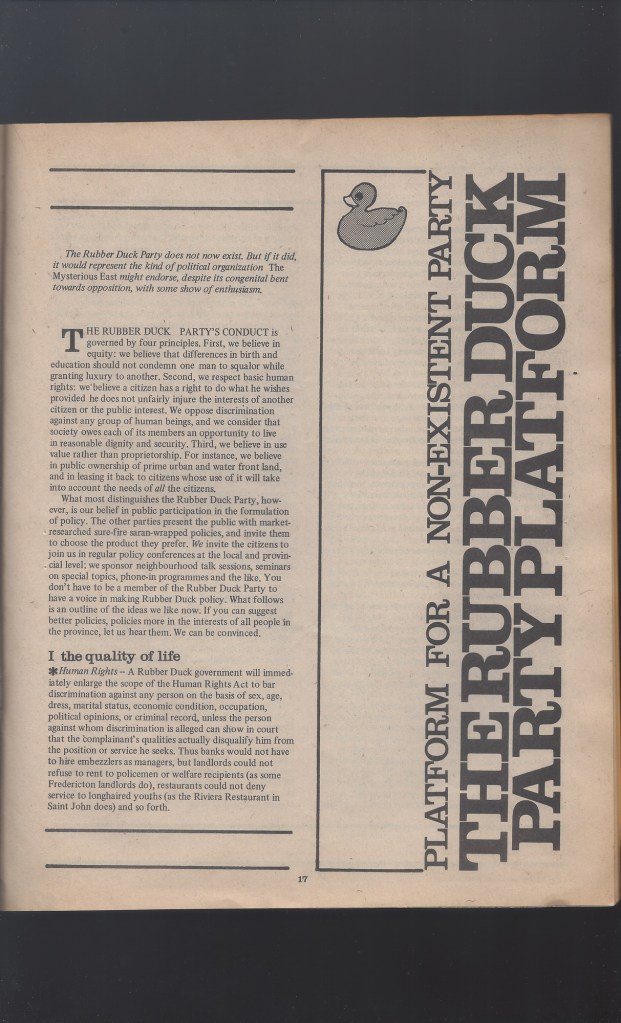 The Rubber Duck Party does not now exist. But if it did,
it would represent the kind of political organization The
Mysterious East might endorse, despite its congenital bent
towards opposition, with some show of enthusiasm.
THE RUBBER DUCK PARTY'S CONDUCT is
governed by four principles. First, we believe in
equity: we believe that differences in birth and
education should not condemn one man to squalor while
granting luxury to another. Second, we respect basic human
rights: we believe a citizen has a right to do what he wishes
provided he does not unfairly injure the interests of another
citizen or the public interest. We oppose discrimination
against any group of human beings, and we consider that
society owes each of its members an opportunity to live
in reasonable dignity and security. Third, we believe in use
value rather than proprietorship. For instance, we believe
in public ownership of prime urban and water front land,
and in leasing it back to citizens whose use of it will take
into account the needs of all the citizens.
What most distinguishes the Rubber Duck Party, how-
ever, is our belief in public participation in the formulation
of policy. The other parties present the public with market-
researched sure-fire saran-wrapped policies, and invite them
to choose the product they prefer. We invite the citizens to
join us in regular policy conferences at the local and provin-
cial level; we sponsor neighbourhood talk sessions, seminars
on special topics, phone-in programmes and the like. You
don't have to be a member of the Rubber Duck Party to
have a voice in making Rubber Duck policy. What follows
is an outline of the ideas we like now. If you can suggest
better policies, policies more in the interests of all people in
the province, let us hear them. We can be convinced.
I the quality of life
✱Human Rights – A Rubber Duck government will immed-
iately enlarge the scope of the Human Rights Act to bar
discrimination against any person on the basis of sex, age,
dress, marital status, economic condition, occupation,
political opinions, or criminal record, unless the person
against whom discrimination is alleged can show in court
that the complainant's qualities actually disqualify him from
the position or service he seeks. Thus banks would not have
to hire embezzlers as managers, but landlords could not
refuse to rent to policemen or welfare recipients (as some
Fredericton landlords do), restaurants could not deny
service to longhaired youths (as the Riviera Restaurant in
Saint John does) and so forth.
PLATFORM FOR A NON-EXISTENT PARTY
THE RUBBER DUCK
PARTY PLATFORM
17